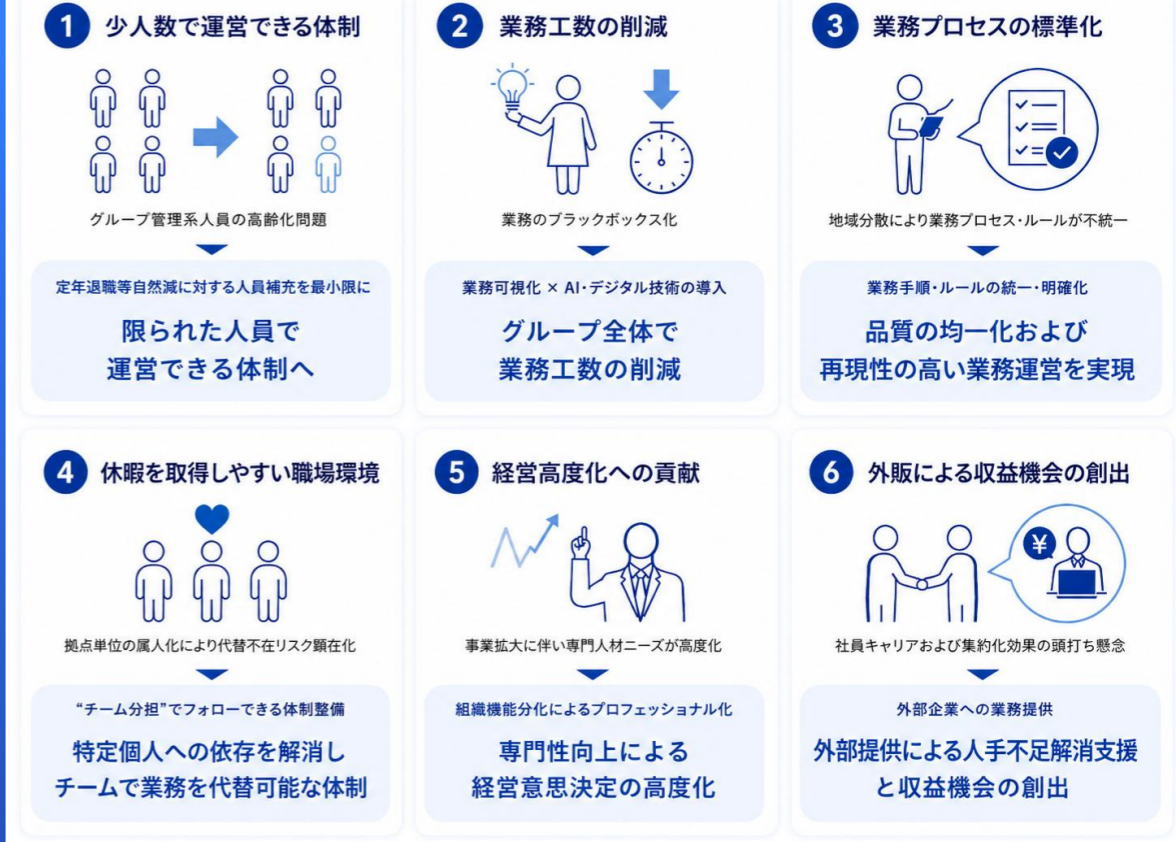 1 少人数で運営できる体制
グループ管理系人員の高齢化問題
定年退職等自然減に対する人員補充を最小限に
限られた人員で
運営できる体制へ
2 業務工数の削減
業務のブラックボックス化
業務可視化 × AI・デジタル技術の導入
グループ全体で
業務工数の削減
3 業務プロセスの標準化
地域分散により業務プロセス・ルールが不統一
業務手順・ルールの統一・明確化
品質の均一化および
再現性の高い業務運営を実現
4 休暇を取得しやすい職場環境
拠点単位の属人化により代替不在リスク顕在化
“チーム分担”でフォローできる体制整備
特定個人への依存を解消し
チームで業務を代替可能な体制
5 経営高度化への貢献
事業拡大に伴い専門人材ニーズが高度化
組織機能分化によるプロフェッショナル化
専門性向上による
経営意思決定の高度化
6 外販による収益機会の創出
¥
社員キャリアおよび集約化効果の頭打ち懸念
外部企業への業務提供
外部提供による人手不足解消支援
と収益機会の創出